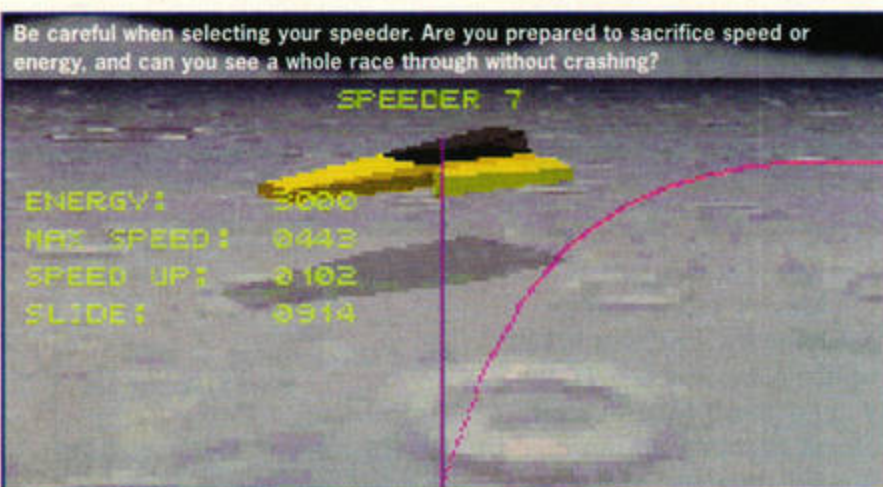 Be careful when selecting your speeder. Are you prepared to sacrifice speed or
energy, and can you see a whole race through without crashing?
SPEEDER 7
ENERGY: 3000
MAX SPEED: 0443
SPEED UP: 0102
SLIDE: 0914